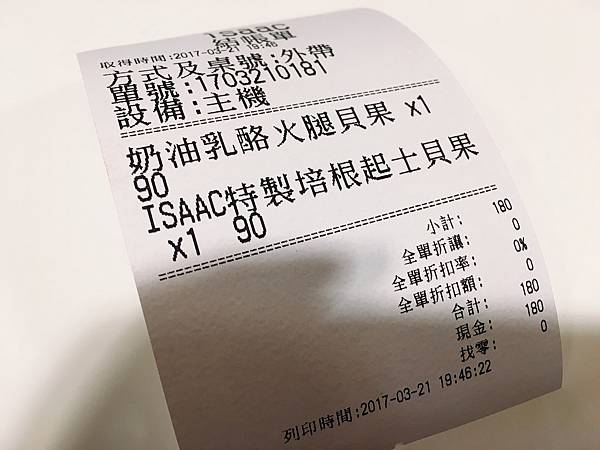 ISaaC
結帳單
取得時間:2017-03-21 19:46
方式及桌號:外帶
單號:1703210181
設備:主機
奶油乳酪火腿貝果 x1
90
ISAAC特製培根起士貝果
x1 90
小計: 180
全單折讓: 0
全單折扣率: 0%
全單折扣額: 0
合計: 180
現金: 180
找零: 0
列印時間:2017-03-21 19:46:22